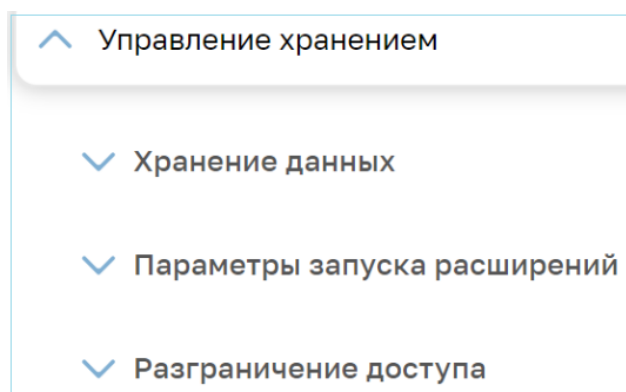 Управление хранением
Хранение данных
Параметры запуска расширений
Разграничение доступа